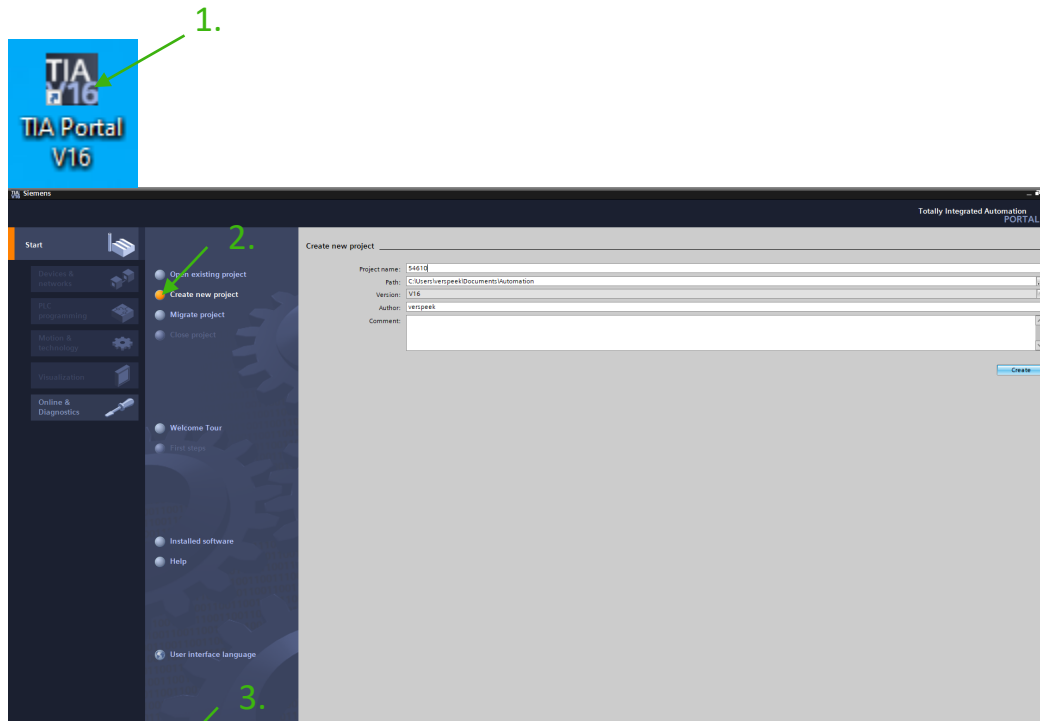 1.
TIA
V16
TIA Portal
V16
Siemens
Totally Integrated Automation
PORTAL
Start
2.
Create new project
Devices &
networks
Open existing project
Project name: 54610
Path: C:\Users\verspeek\Documents\Automation
Create new project
Version: V16
PLC
programming
Migrate project
Author: verspeek
Close project
Comment:
Motion &
technology
Create
Visualization
Online &
Diagnostics
Welcome Tour
First steps
Installed software
Help
User interface language
3.